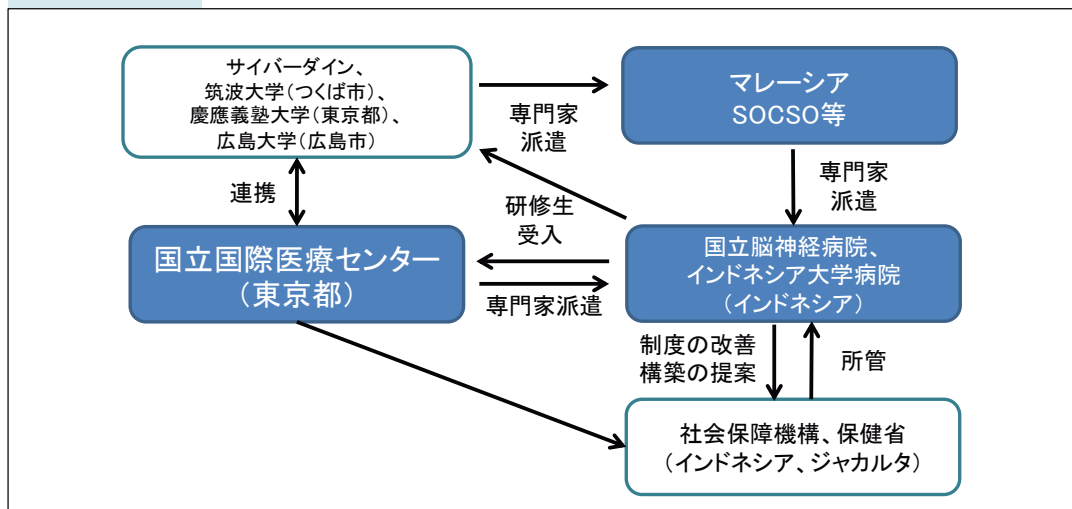 サイバーダイン、
筑波大学(つくば市)、
慶應義塾大学(東京都)、
広島大学(広島市)
専門家
派遣
マレーシア
SOCSO等
連携
研修生
受入
専門家
派遣
国立国際医療センター
(東京都)
専門家派遣
国立脳神経病院、
インドネシア大学病院
(インドネシア)
制度の改善
構築の提案
所管
社会保障機構、保健省
(インドネシア、ジャカルタ)